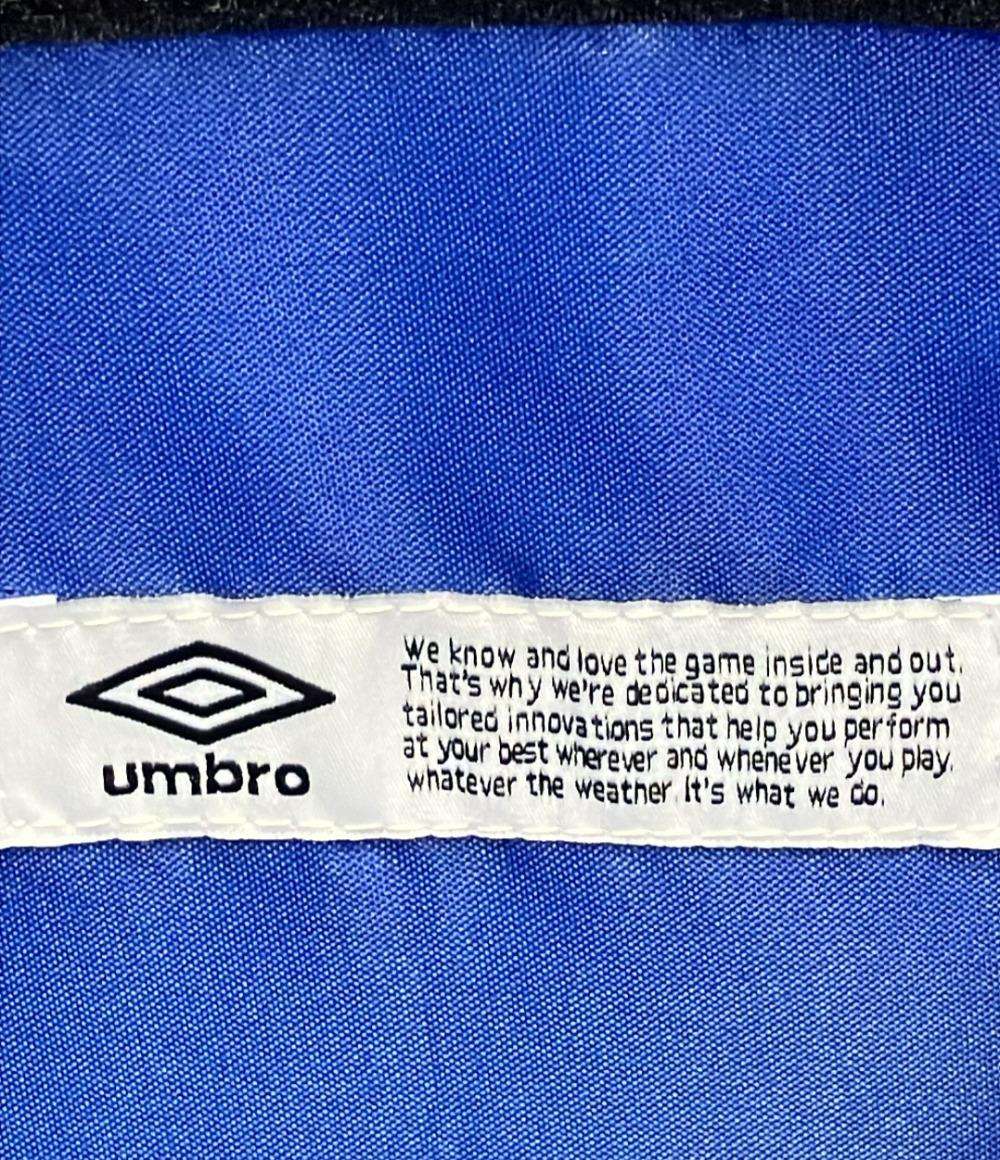 umbro
We know and love the game inside and out.
That's why we're dedicated to bringing you
tailored innovations that help you perform
at your best wherever and whenever you play.
whatever the weather. It's what we do.